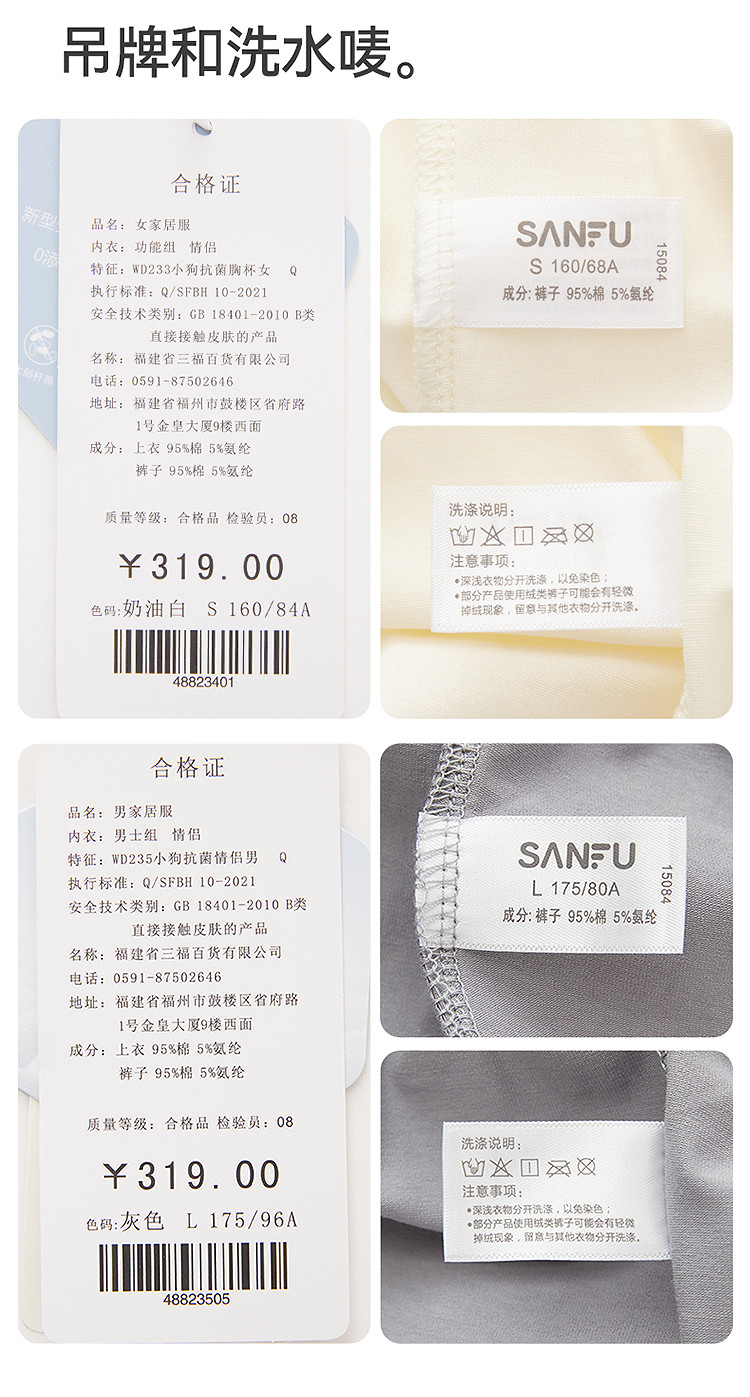 吊牌和洗水唛。
新型
0添
大肠杆菌
合格证
品名：女家居服
内衣：功能组 情侣
特征：WD233小狗抗菌胸杯女 Q
执行标准：Q/SFBH 10-2021
安全技术类别：GB 18401-2010 B类
直接接触皮肤的产品
名称：福建省三福百货有限公司
电话：0591-87502646
地址：福建省福州市鼓楼区省府路
1号金皇大厦9楼西面
成分：上衣 95%棉 5%氨纶
裤子 95%棉 5%氨纶
质量等级：合格品 检验员：08
￥319.00
色码:奶油白 S 160/84A
48823401
SANFU
S 160/68A
成分: 裤子 95%棉 5%氨纶
15084
洗涤说明：
注意事项：
•深浅衣物分开洗涤，以免染色；
•部分产品使用绒类裤子可能会有轻微
掉绒现象，留意与其他衣物分开洗涤。
合格证
品名：男家居服
内衣：男士组 情侣
特征：WD235小狗抗菌情侣男 Q
执行标准：Q/SFBH 10-2021
安全技术类别：GB 18401-2010 B类
直接接触皮肤的产品
名称：福建省三福百货有限公司
电话：0591-87502646
地址：福建省福州市鼓楼区省府路
1号金皇大厦9楼西面
成分：上衣 95%棉 5%氨纶
裤子 95%棉 5%氨纶
质量等级：合格品 检验员：08
￥319.00
色码:灰色 L 175/96A
48823505
SANFU
L 175/80A
成分: 裤子 95%棉 5%氨纶
15084
洗涤说明：
注意事项：
•深浅衣物分开洗涤，以免染色；
•部分产品使用绒类裤子可能会有轻微
掉绒现象，留意与其他衣物分开洗涤。